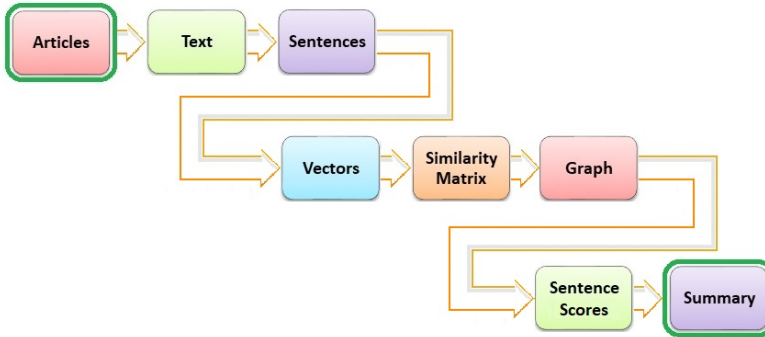 Articles
Text
Sentences
Vectors
Similarity
Matrix
Graph
Sentence
Scores
Summary